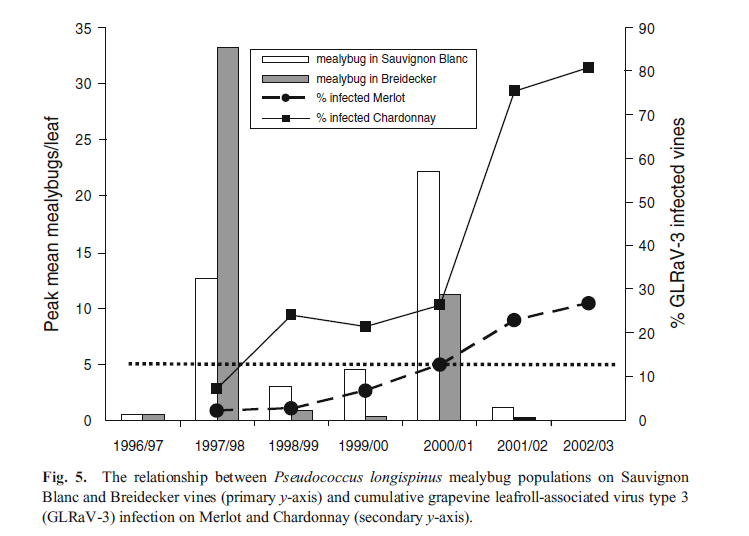 35
30
25
20
15
10
5
0
Peak mean mealybugs/leaf
mealybug in Sauvignon Blanc
mealybug in Breidecker
% infected Merlot
% infected Chardonnay
90
80
70
60
50
40
30
20
10
0
% GLRaV-3 infected vines
1996/97 1997/98 1998/99 1999/00 2000/01 2001/02 2002/03
Fig. 5. The relationship between Pseudococcus longispinus mealybug populations on Sauvignon
Blanc and Breidecker vines (primary y-axis) and cumulative grapevine leafroll-associated virus type 3
(GLRaV-3) infection on Merlot and Chardonnay (secondary y-axis).